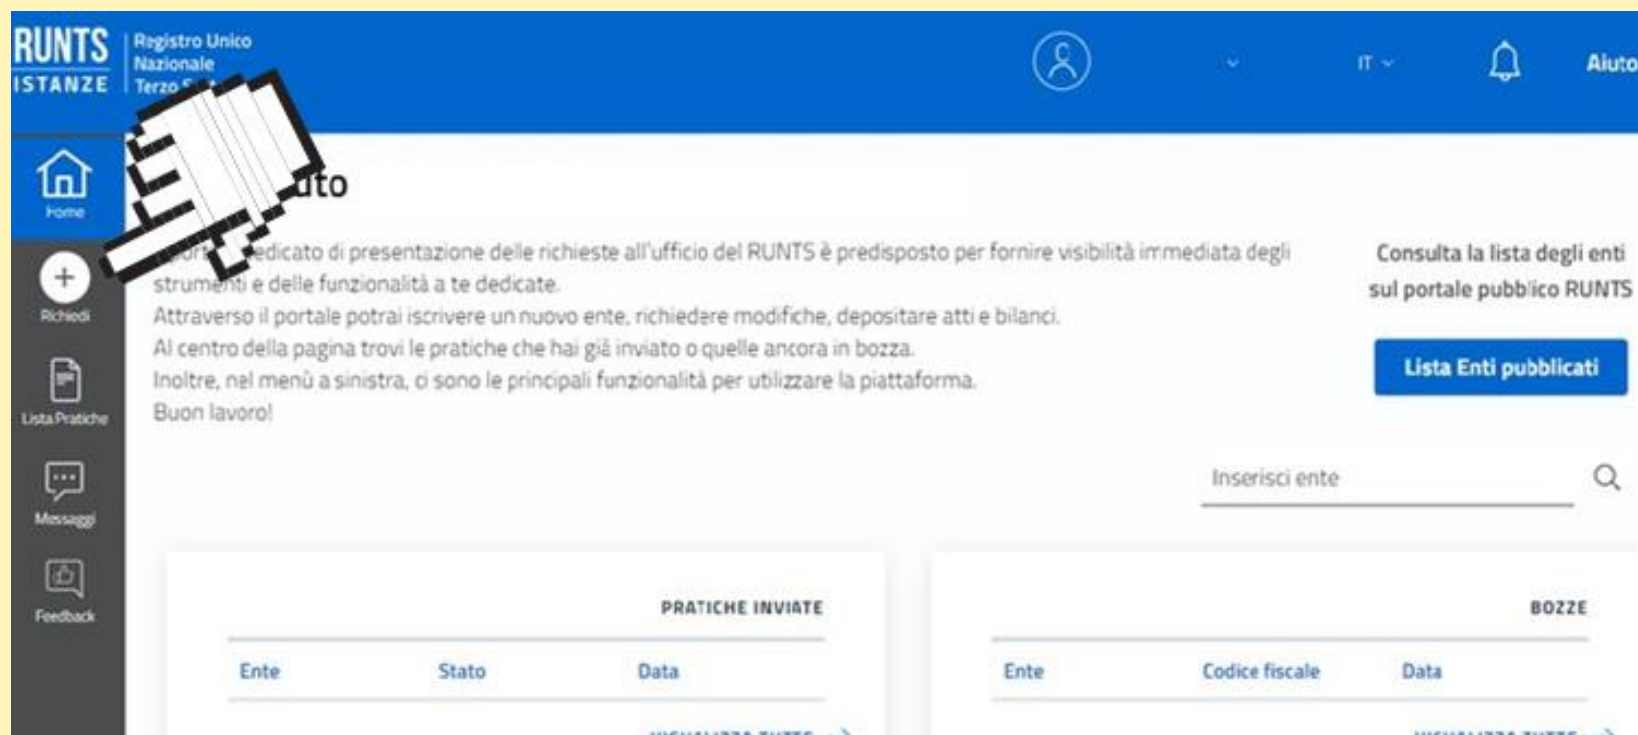 RUNTS
ISTANZE
Registro Unico
Nazionale
Terzo
IT
Aiuto
Home
Richiedi
Lista Pratiche
Messaggi
Feedback
edicato di presentazione delle richieste all'ufficio del RUNTS è predisposto per fornire visibilità immediata degli
strumenti e delle funzionalità a te dedicate.
Attraverso il portale potrai iscrivere un nuovo ente, richiedere modifiche, depositare atti e bilanci.
Al centro della pagina trovi le pratiche che hai già inviato o quelle ancora in bozza.
Inoltre, nel menù a sinistra, ci sono le principali funzionalità per utilizzare la piattaforma.
Buon lavoro!
Consulta la lista degli enti
sul portale pubblico RUNTS
Lista Enti pubblicati
Inserisci ente
PRATICHE INVIATE
Ente Stato Data
VISUALIZZA TUTTE
BOZZE
Ente Codice fiscale Data
VISUALIZZA TUTTE